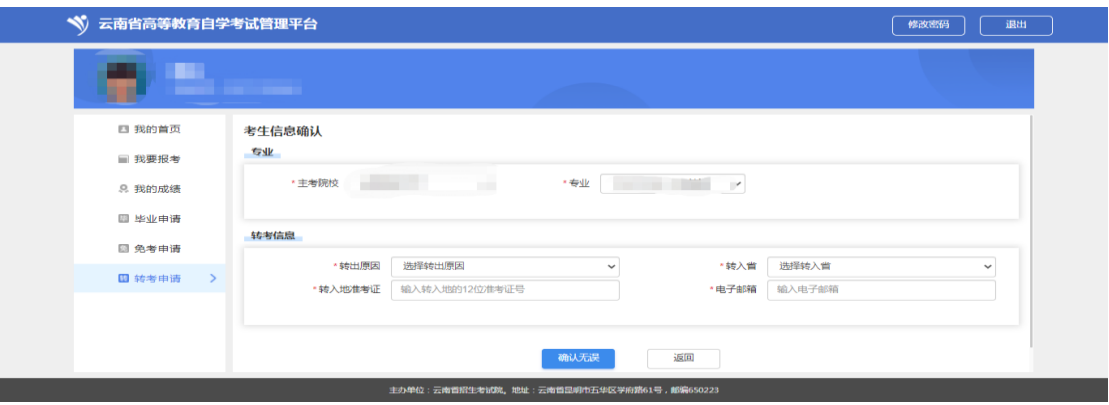 云南省高等教育自学考试管理平台
修改密码
退出
我的首页
我要报考
我的成绩
毕业申请
免考申请
转考申请
考生信息确认
专业
*主考院校
*专业
转考信息
*转出原因 选择转出原因
*转入省 选择转入省
*转入地准考证 输入转入地的12位准考证号
*电子邮箱 输入电子邮箱
确认无误
返回
主办单位：云南省招生考试院，地址：云南省昆明市五华区学府路61号，邮编650223